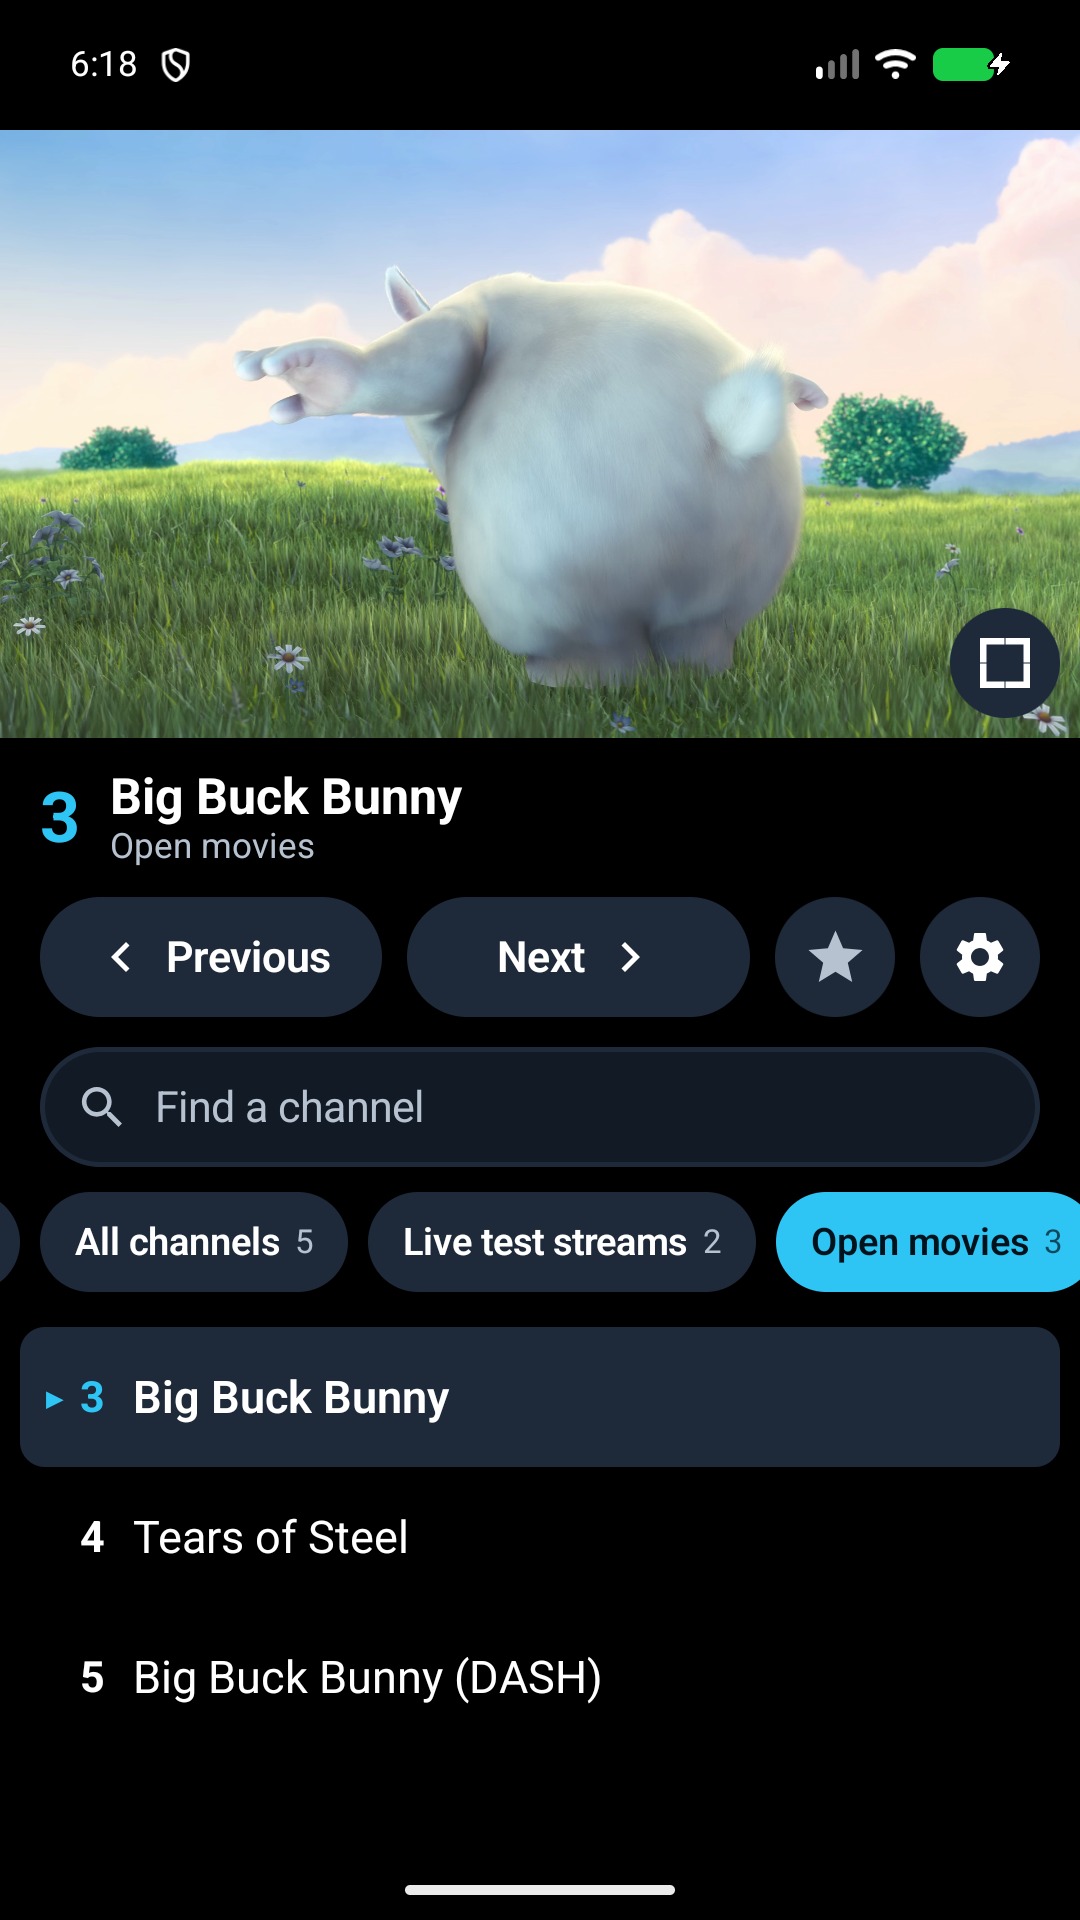 6:18
3 Big Buck Bunny
Open movies
Previous Next
Find a channel
All channels 5 Live test streams 2 Open movies 3
3 Big Buck Bunny
4 Tears of Steel
5 Big Buck Bunny (DASH)